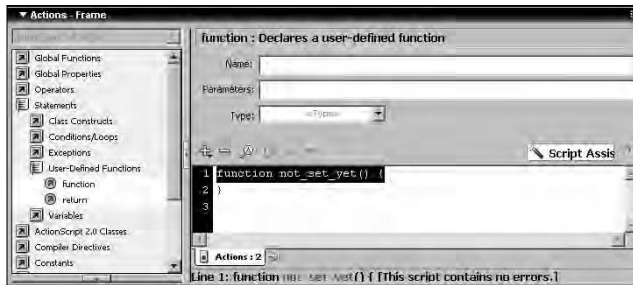 Actions - Frame
function : Declares a user-defined function
Name:
Parameters:
Type:
<Type>
Global Functions
Global Properties
Operators
Statements
Class Constructs
Conditions/Loops
Exceptions
User-Defined Functions
function
return
Variables
ActionScript 2.0 Classes
Compiler Directives
Constants
Script Assis
1 function not_set_yet() {
2 }
3
Actions : 2
Line 1: function not_set_yet() { [This script contains no errors.]